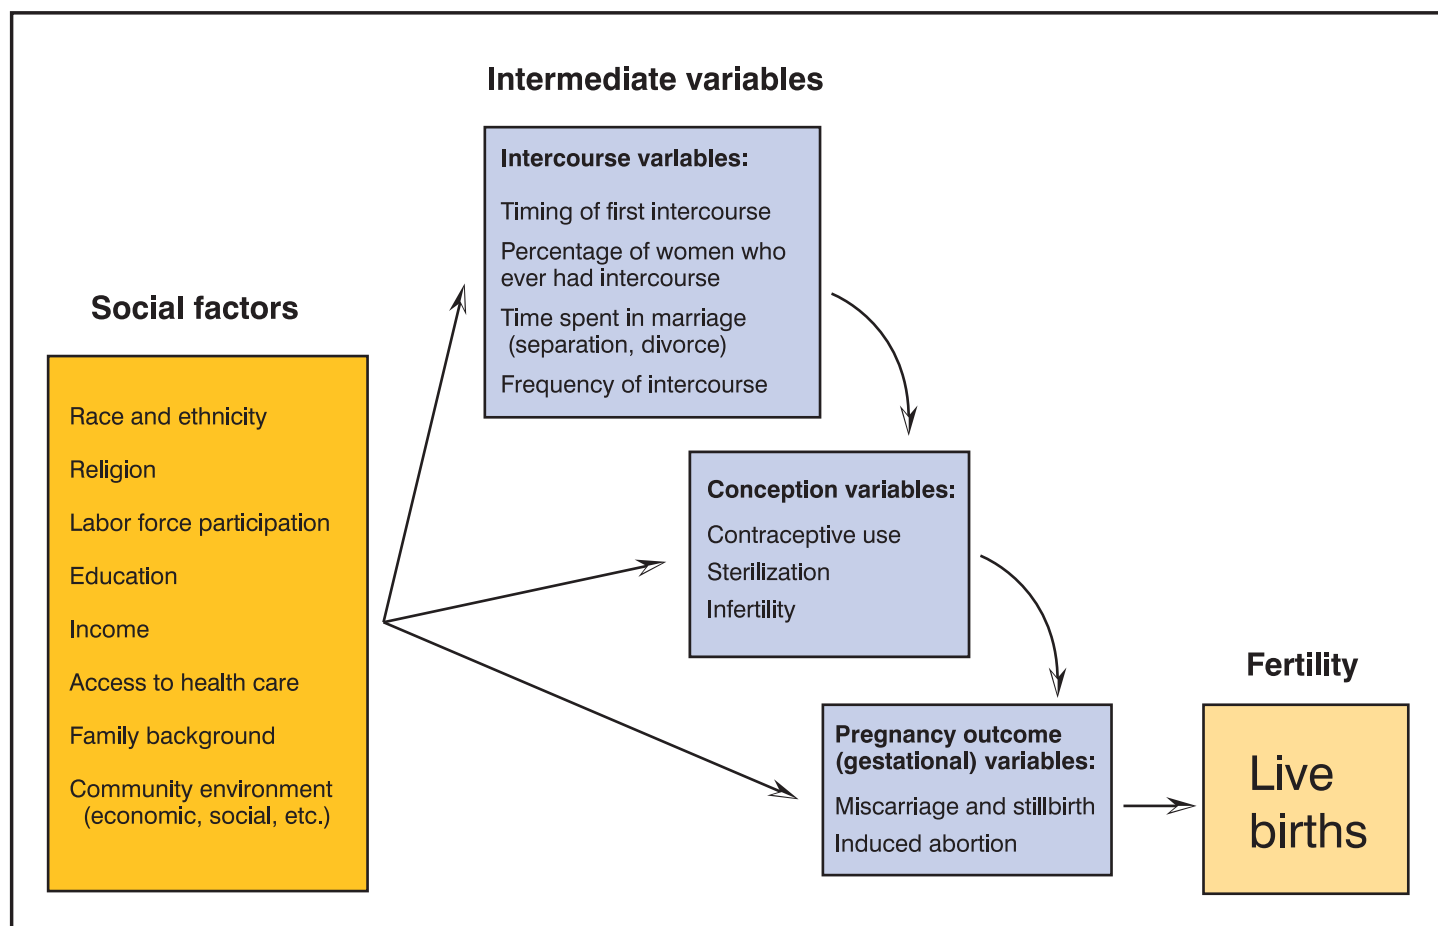 Intermediate variables
Intercourse variables:
Timing of first intercourse
Percentage of women who
ever had intercourse
Time spent in marriage
(separation, divorce)
Frequency of intercourse
Social factors
Race and ethnicity
Religion
Labor force participation
Education
Income
Access to health care
Family background
Community environment
(economic, social, etc.)
Conception variables:
Contraceptive use
Sterilization
Infertility
Pregnancy outcome
(gestational) variables:
Miscarriage and stillbirth
Induced abortion
Fertility
Live
births